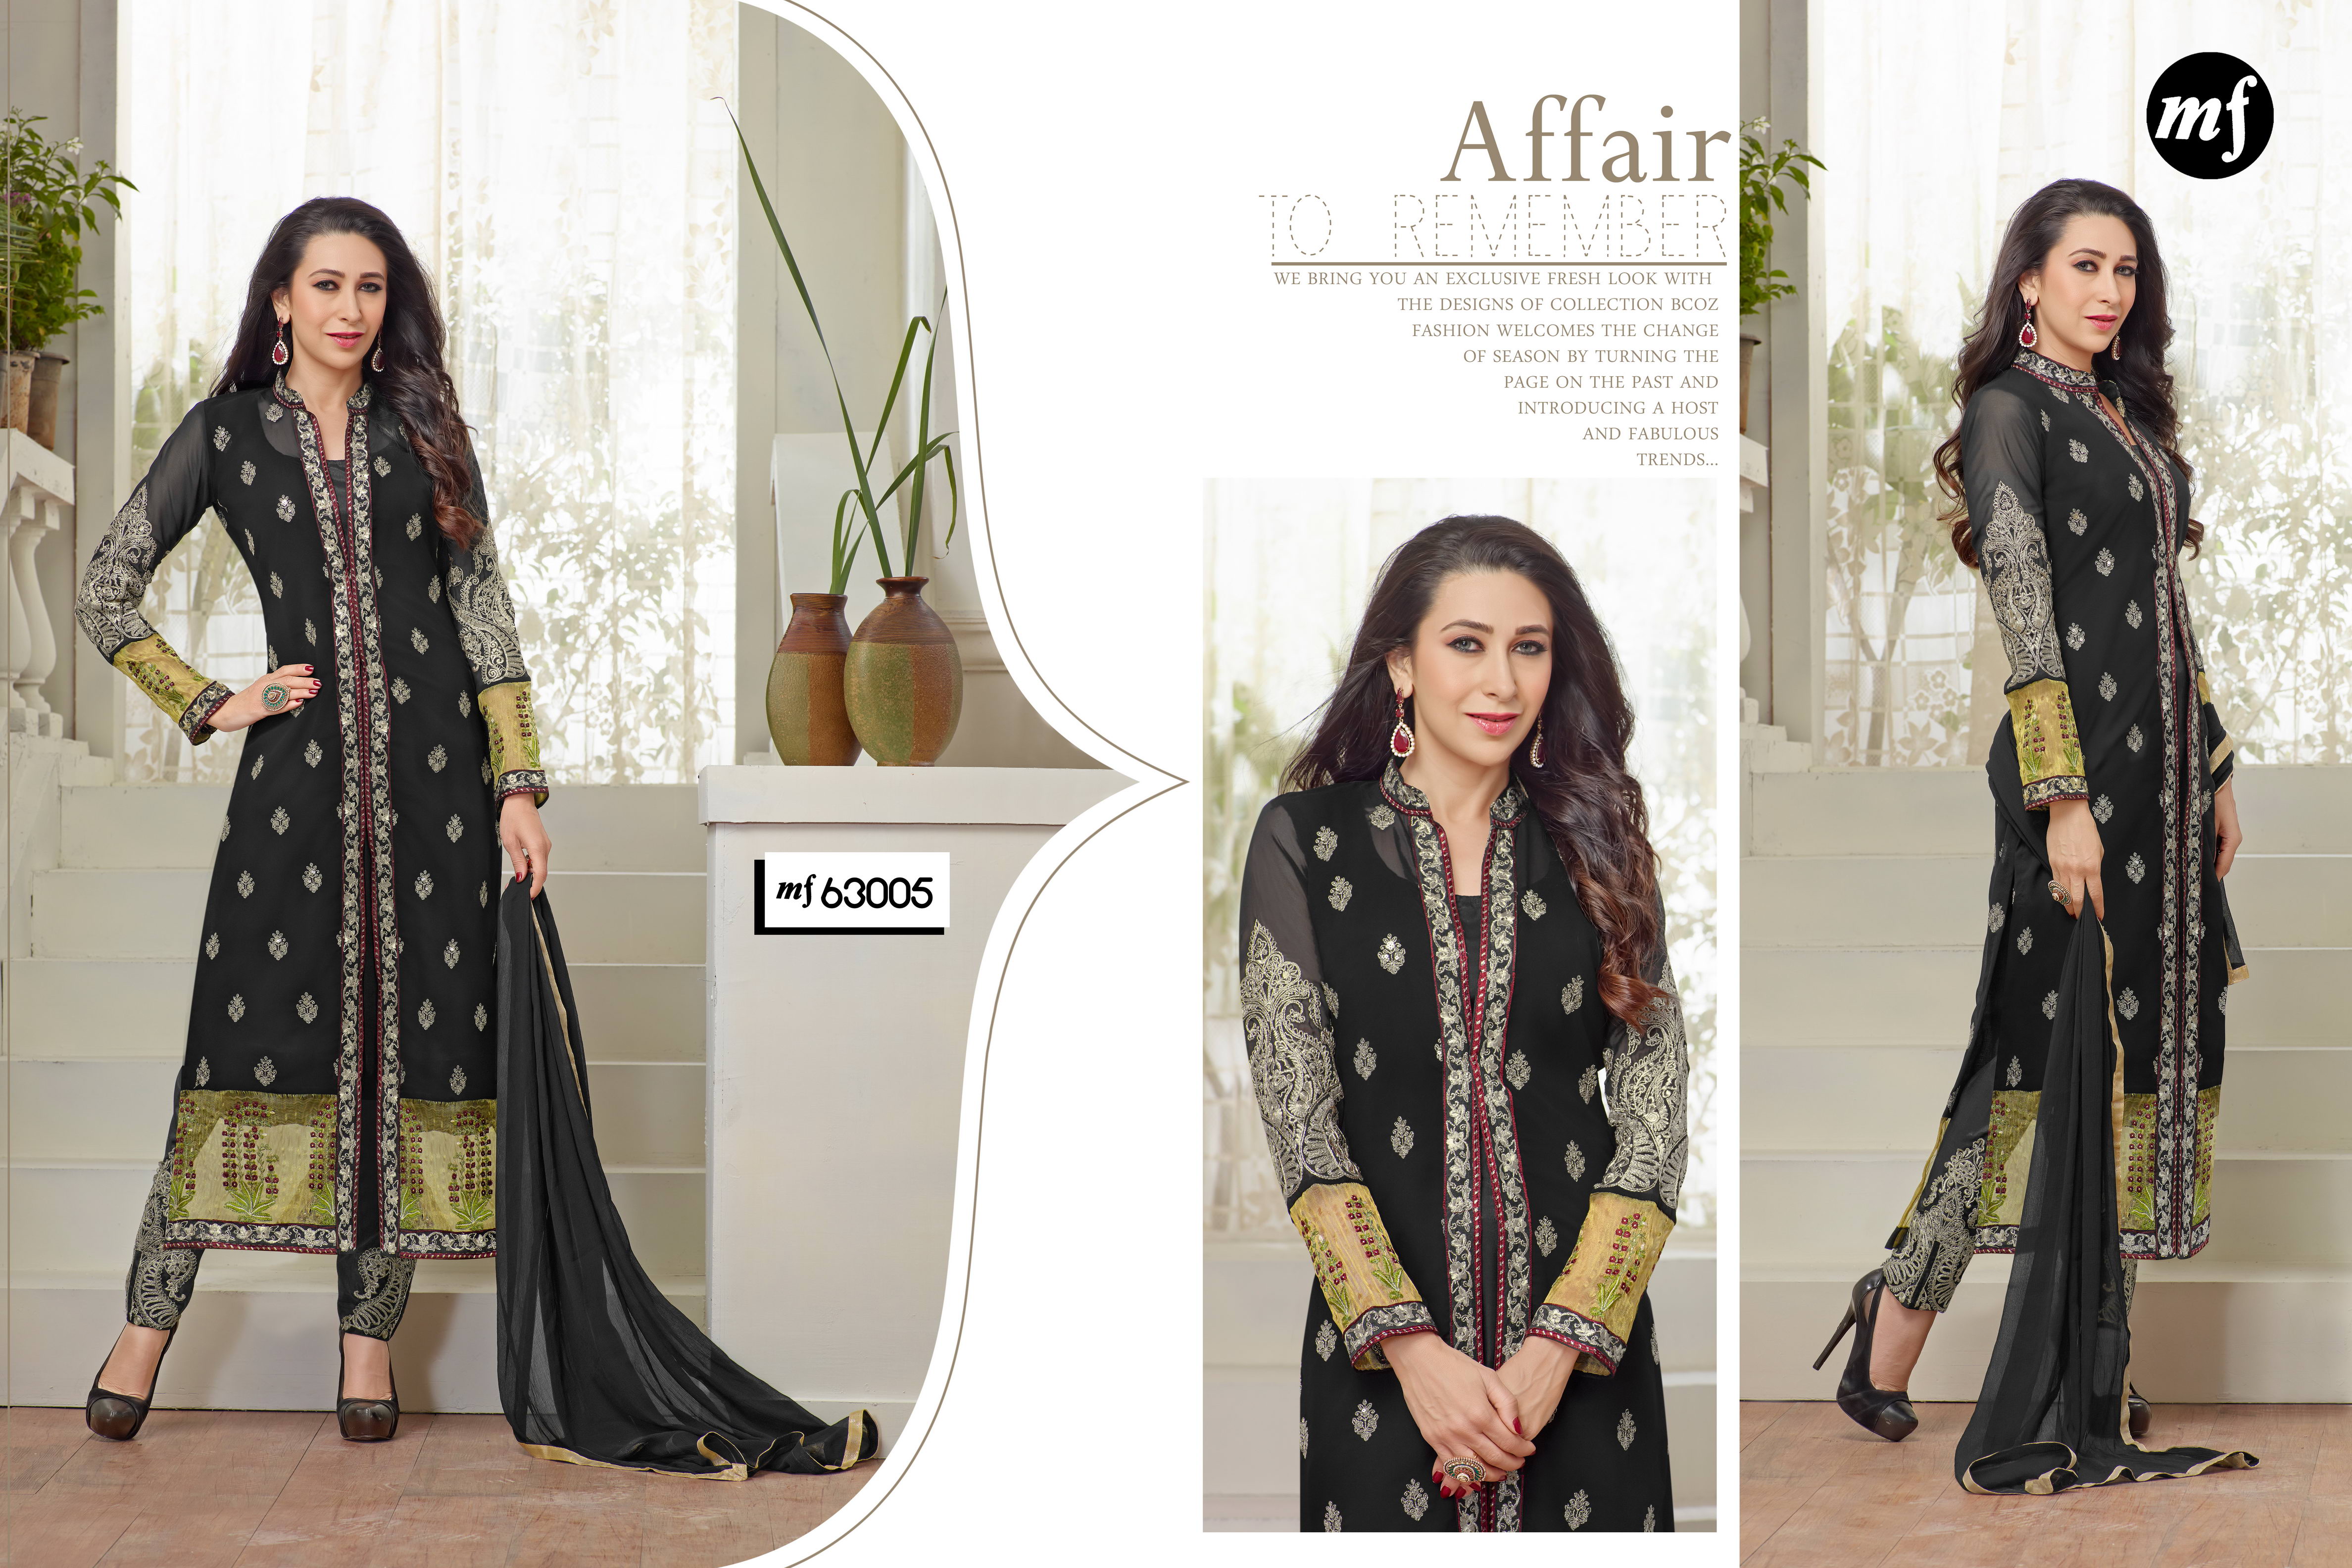 mf 63005
Affair
TO REMEMBER
WE BRING YOU AN EXCLUSIVE FRESH LOOK WITH
THE DESIGNS OF COLLECTION BCOZ
FASHION WELCOMES THE CHANGE
OF SEASON BY TURNING THE
PAGE ON THE PAST AND
INTRODUCING A HOST
AND FABULOUS
TRENDS...
mf